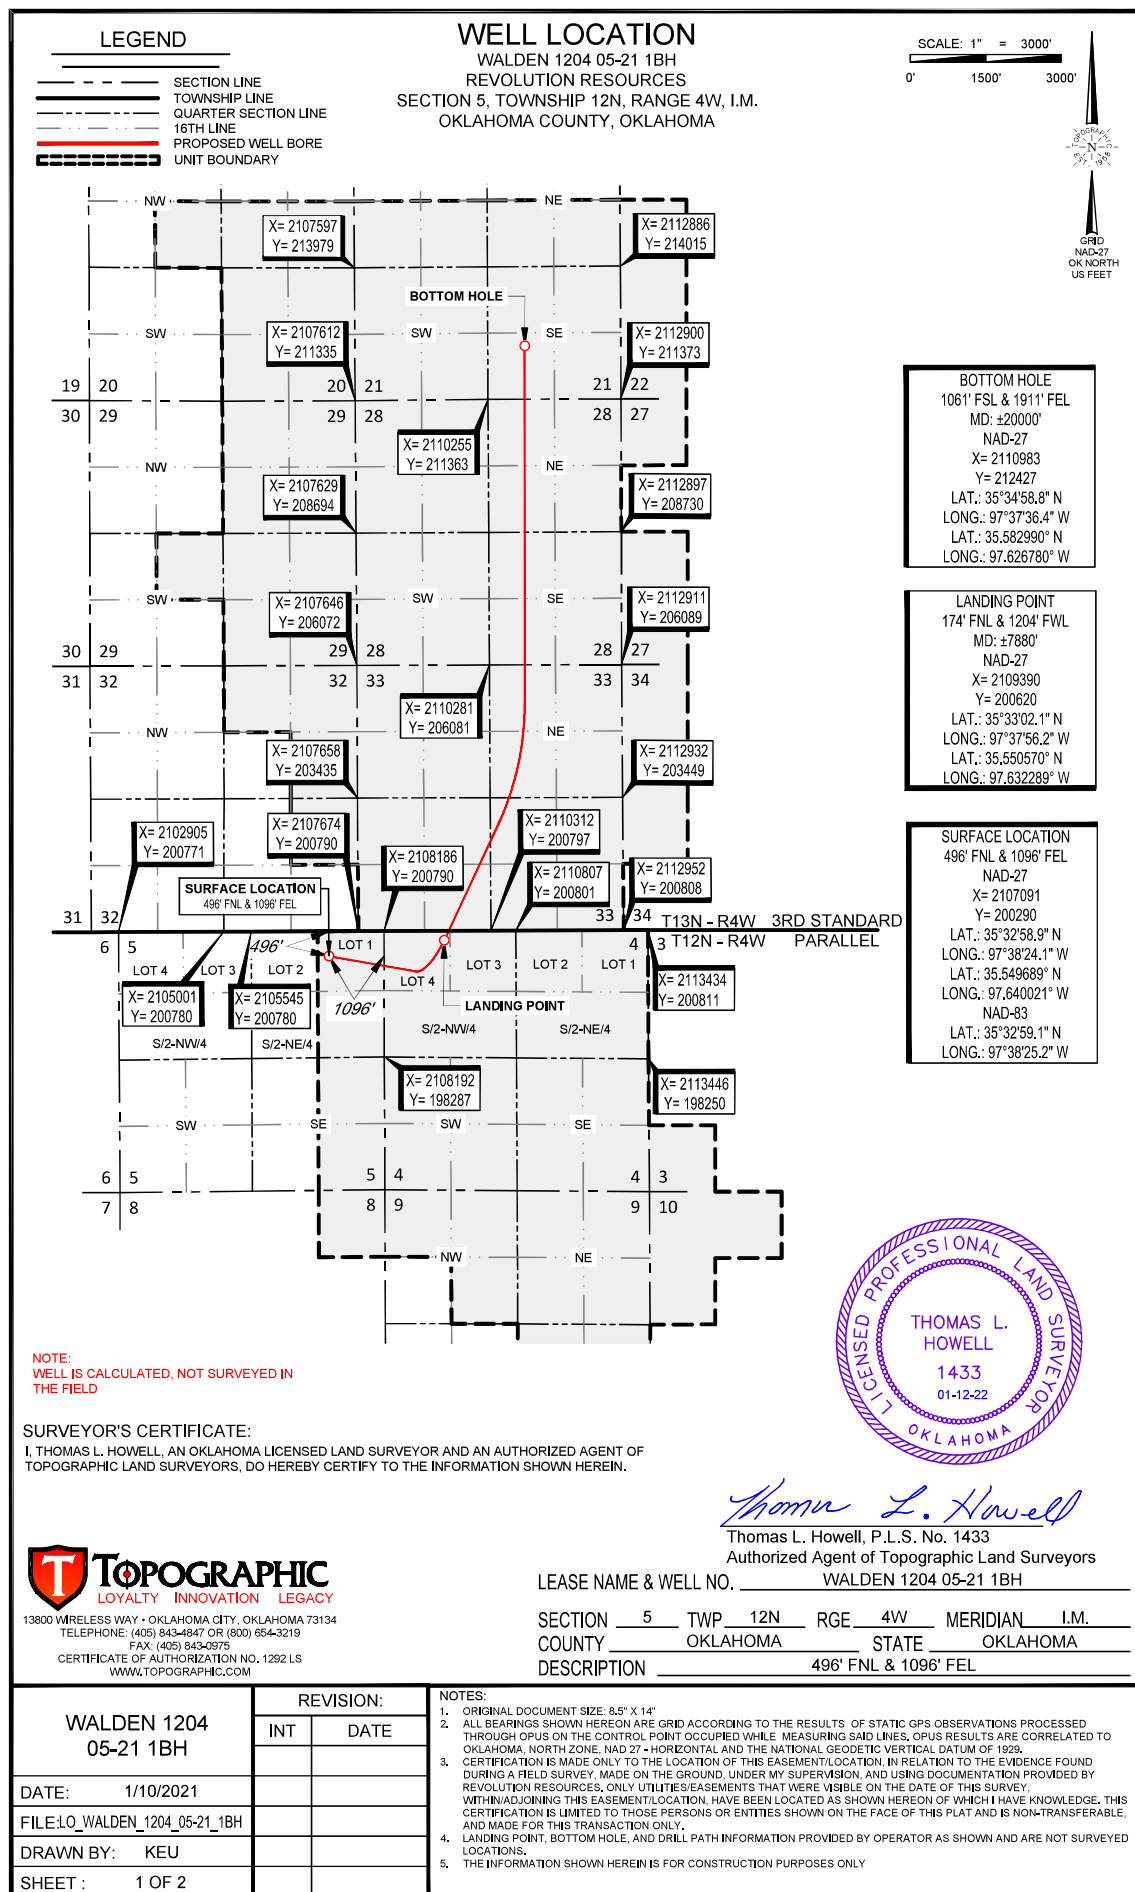 LEGEND
SECTION LINE
TOWNSHIP LINE
QUARTER SECTION LINE
16TH LINE
PROPOSED WELL BORE
UNIT BOUNDARY
WELL LOCATION
WALDEN 1204 05-21 1BH
REVOLUTION RESOURCES
SECTION 5, TOWNSHIP 12N, RANGE 4W, I.M.
OKLAHOMA COUNTY, OKLAHOMA
SCALE: 1" = 3000'
0' 1500' 3000'
TOPOGRAPHIC
N
EST. 1958
GRID
NAD-27
OK NORTH
US FEET
NW NE
X= 2107597
Y= 213979
X= 2112886
Y= 214015
BOTTOM HOLE
SW SW SE
X= 2107612
Y= 211335
X= 2112900
Y= 211373
19 20 20 21 21 22
30 29 29 28 28 27
X= 2110255
Y= 211363
NW NE
X= 2107629
Y= 208694
X= 2112897
Y= 208730
SW SW SE
X= 2107646
Y= 206072
X= 2112911
Y= 206089
30 29 29 28 28 27
31 32 32 33 33 34
X= 2110281
Y= 206081
NW NE
X= 2107658
Y= 203435
X= 2112932
Y= 203449
X= 2102905
Y= 200771
X= 2107674
Y= 200790
X= 2108186
Y= 200790
X= 2110312
Y= 200797
X= 2110807
Y= 200801
X= 2112952
Y= 200808
SURFACE LOCATION
496' FNL & 1096' FEL
31 32 33 34
T13N - R4W 3RD STANDARD
T12N - R4W PARALLEL
6 5 4 3
496'
1096'
LOT 4 LOT 3 LOT 2 LOT 1 LOT 4 LOT 3 LOT 2 LOT 1
LANDING POINT
X= 2105001
Y= 200780
X= 2105545
Y= 200780
X= 2113434
Y= 200811
S/2-NW/4 S/2-NE/4 S/2-NW/4 S/2-NE/4
X= 2108192
Y= 198287
X= 2113446
Y= 198250
SW SE SW SE
6 5 5 4 4 3
7 8 8 9 9 10
NW NE
BOTTOM HOLE
1061' FSL & 1911' FEL
MD: ±20000'
NAD-27
X= 2110983
Y= 212427
LAT.: 35°34'58.8" N
LONG.: 97°37'36.4" W
LAT.: 35.582990° N
LONG.: 97.626780° W
LANDING POINT
174' FNL & 1204' FWL
MD: ±7880'
NAD-27
X= 2109390
Y= 200620
LAT.: 35°33'02.1" N
LONG.: 97°37'56.2" W
LAT.: 35.550570° N
LONG.: 97.632289° W
SURFACE LOCATION
496' FNL & 1096' FEL
NAD-27
X= 2107091
Y= 200290
LAT.: 35°32'58.9" N
LONG.: 97°38'24.1" W
LAT.: 35.549689° N
LONG.: 97.640021° W
NAD-83
LAT.: 35°32'59.1" N
LONG.: 97°38'25.2" W
NOTE:
WELL IS CALCULATED, NOT SURVEYED IN
THE FIELD
SURVEYOR'S CERTIFICATE:
I, THOMAS L. HOWELL, AN OKLAHOMA LICENSED LAND SURVEYOR AND AN AUTHORIZED AGENT OF
TOPOGRAPHIC LAND SURVEYORS, DO HEREBY CERTIFY TO THE INFORMATION SHOWN HEREIN.
LICENSED PROFESSIONAL LAND SURVEYOR
THOMAS L.
HOWELL
1433
01-12-22
OKLAHOMA
Thomas L. Howell
Thomas L. Howell, P.L.S. No. 1433
Authorized Agent of Topographic Land Surveyors
T TOPOGRAPHIC
LOYALTY INNOVATION LEGACY
13800 WIRELESS WAY • OKLAHOMA CITY, OKLAHOMA 73134
TELEPHONE: (405) 843-4847 OR (800) 654-3219
FAX: (405) 843-0975
CERTIFICATE OF AUTHORIZATION NO. 1292 LS
WWW.TOPOGRAPHIC.COM
LEASE NAME & WELL NO. WALDEN 1204 05-21 1BH
SECTION 5 TWP 12N RGE 4W MERIDIAN I.M.
COUNTY OKLAHOMA STATE OKLAHOMA
DESCRIPTION 496' FNL & 1096' FEL
WALDEN 1204
05-21 1BH
REVISION:
INT DATE
DATE: 1/10/2021
FILE:LO_WALDEN_1204_05-21_1BH
DRAWN BY: KEU
SHEET : 1 OF 2
NOTES:
1. ORIGINAL DOCUMENT SIZE: 8.5" X 14"
2. ALL BEARINGS SHOWN HEREON ARE GRID ACCORDING TO THE RESULTS OF STATIC GPS OBSERVATIONS PROCESSED
THROUGH OPUS ON THE CONTROL POINT OCCUPIED WHILE MEASURING SAID LINES. OPUS RESULTS ARE CORRELATED TO
OKLAHOMA, NORTH ZONE, NAD 27 - HORIZONTAL AND THE NATIONAL GEODETIC VERTICAL DATUM OF 1929.
3. CERTIFICATION IS MADE ONLY TO THE LOCATION OF THIS EASEMENT/LOCATION, IN RELATION TO THE EVIDENCE FOUND
DURING A FIELD SURVEY, MADE ON THE GROUND, UNDER MY SUPERVISION, AND USING DOCUMENTATION PROVIDED BY
REVOLUTION RESOURCES. ONLY UTILITIES/EASEMENTS THAT WERE VISIBLE ON THE DATE OF THIS SURVEY,
WITHIN/ADJOINING THIS EASEMENT/LOCATION, HAVE BEEN LOCATED AS SHOWN HEREON OF WHICH I HAVE KNOWLEDGE. THIS
CERTIFICATION IS LIMITED TO THOSE PERSONS OR ENTITIES SHOWN ON THE FACE OF THIS PLAT AND IS NON-TRANSFERABLE,
AND MADE FOR THIS TRANSACTION ONLY.
4. LANDING POINT, BOTTOM HOLE, AND DRILL PATH INFORMATION PROVIDED BY OPERATOR AS SHOWN AND ARE NOT SURVEYED
LOCATIONS.
5. THE INFORMATION SHOWN HEREIN IS FOR CONSTRUCTION PURPOSES ONLY